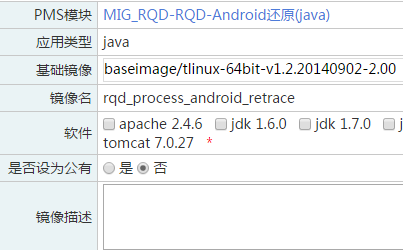 PMS模块 MIG_RQD-RQD-Android还原(java)
应用类型 java
基础镜像 baseimage/tlinux-64bit-v1.2.20140902-2.00
镜像名 rqd_process_android_retrace
软件 apache 2.4.6 jdk 1.6.0 jdk 1.7.0
tomcat 7.0.27 *
是否设为公有 是 否
镜像描述